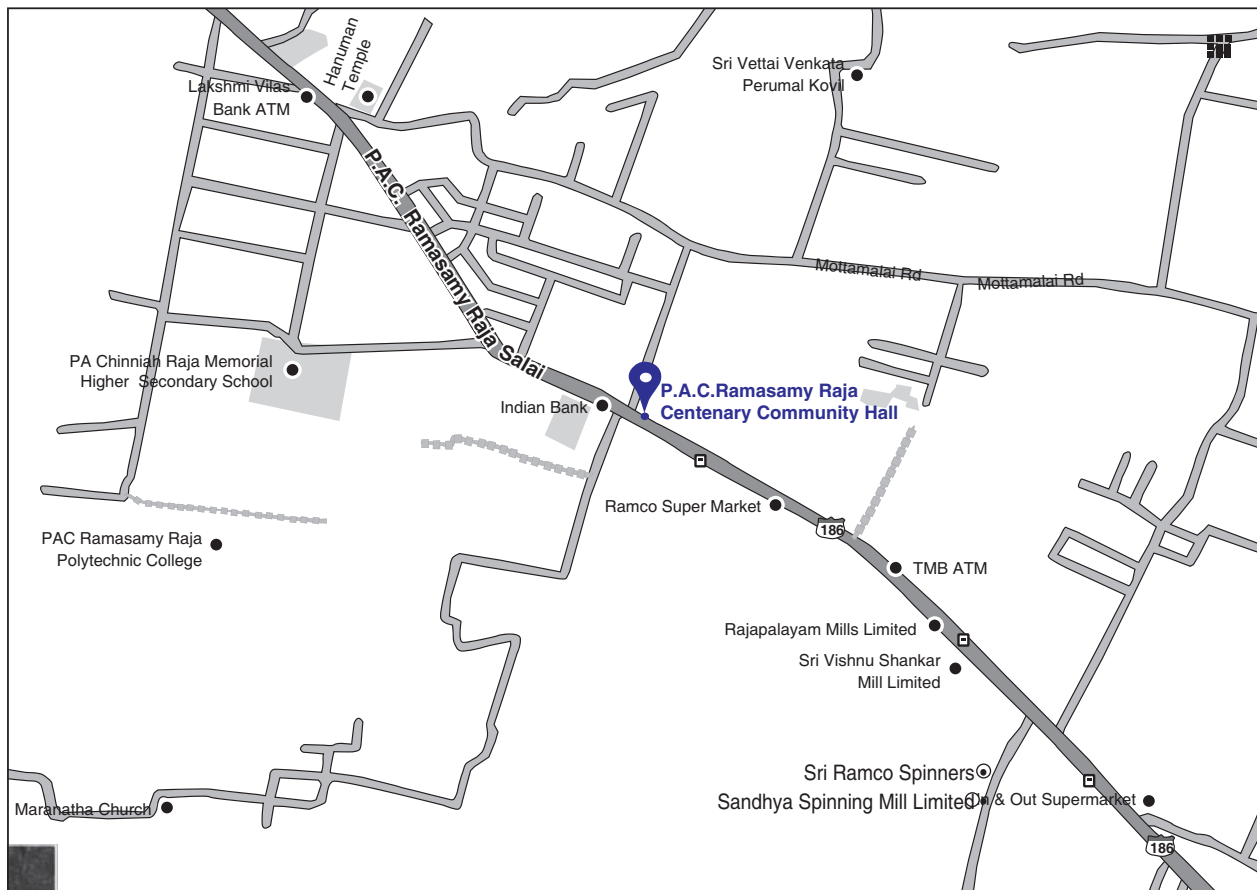 Hanuman
Temple
Lakshmi Vilas
Bank ATM
Sri Vettai Venkata
Perumal Kovil
P.A.C. Ramasamy Raja Salai
Mottamalai Rd
Mottamalai Rd
PA Chinniah Raja Memorial
Higher Secondary School
P.A.C.Ramasamy Raja
Centenary Community Hall
Indian Bank
Ramco Super Market
186
PAC Ramasamy Raja
Polytechnic College
TMB ATM
Rajapalayam Mills Limited
Sri Vishnu Shankar
Mill Limited
Sri Ramco Spinners
Sandhya Spinning Mill Limited
In & Out Supermarket
Maranatha Church
186